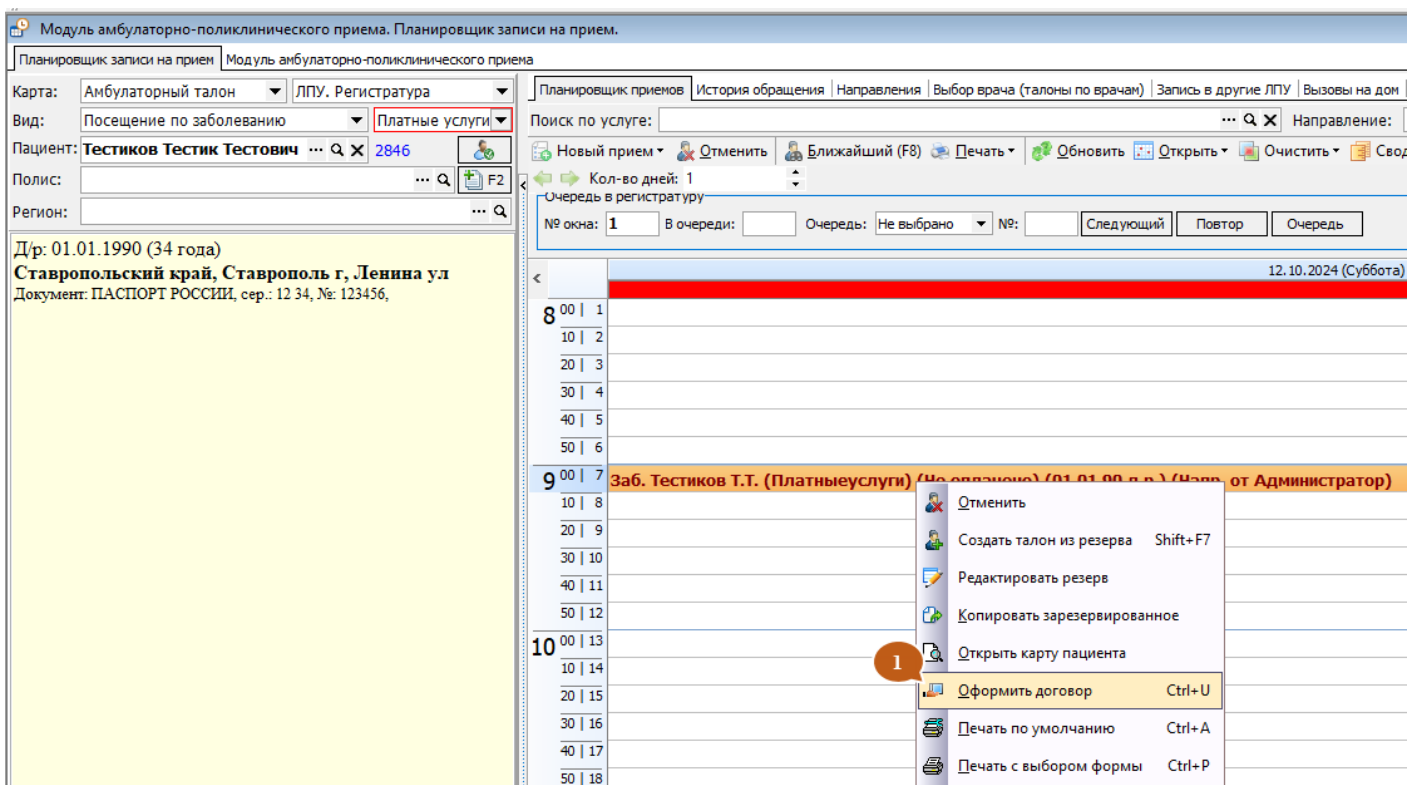 Модуль амбулаторно-поликлинического приема. Планировщик записи на прием.
Планировщик записи на прием Модуль амбулаторно-поликлинического приема
Карта: Амбулаторный талон ЛПУ. Регистратура
Вид: Посещение по заболеванию Платные услуги
Пациент: Тестиков Тестик Тестович ... 2846
Полис: ... F2
Регион: ...
Д/р: 01.01.1990 (34 года)
Ставропольский край, Ставрополь г, Ленина ул
Документ: ПАСПОРТ РОССИИ, сер.: 12 34, №: 123456,
Планировщик приемов История обращения Направления Выбор врача (талоны по врачам) Запись в другие ЛПУ Вызовы на дом
Поиск по услуге: ... Направление:
Новый прием Отменить Ближайший (F8) Печать Обновить Открыть Очистить Свод
Кол-во дней: 1
Очередь в регистратуру
№ окна: 1 В очереди: Очередь: Не выбрано №: Следующий Повтор Очередь
< 12.10.2024 (Суббота)
8 00 | 1
10 | 2
20 | 3
30 | 4
40 | 5
50 | 6
9 00 | 7 Заб. Тестиков Т.Т. (Платныеуслуги) (Не оплачено) (01.01.90 д.р.) (Напр. от Администратор)
10 | 8
20 | 9
30 | 10
40 | 11
50 | 12
10 00 | 13
10 | 14
20 | 15
30 | 16
40 | 17
50 | 18
Отменить
Создать талон из резерва Shift+F7
Редактировать резерв
Копировать зарезервированное
Открыть карту пациента
1
Оформить договор Ctrl+U
Печать по умолчанию Ctrl+A
Печать с выбором формы Ctrl+P